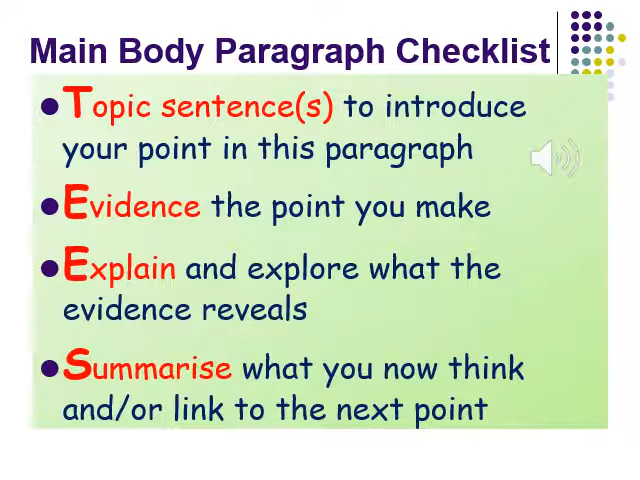 Main Body Paragraph Checklist
Topic sentence(s) to introduce
your point in this paragraph
Evidence the point you make
Explain and explore what the
evidence reveals
Summarise what you now think
and/or link to the next point